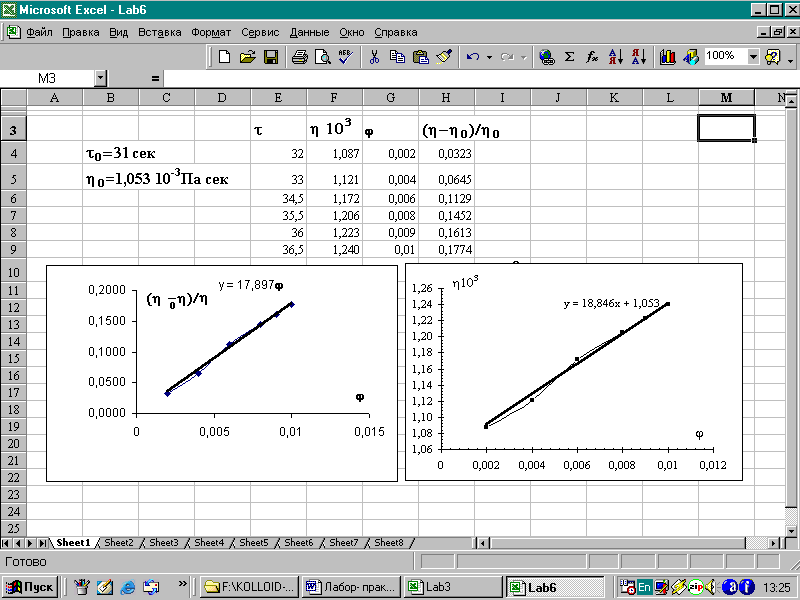 Microsoft Excel - Lab6
Файл Правка Вид Вставка Формат Сервис Данные Окно Справка
100%
M3 =
A B C D E F G H I J K L M N
3 τ η 10³ φ (η−η₀)/η₀
4 τ₀=31 сек 32 1,087 0,002 0,0323
5 η₀=1,053 10⁻³Па сек 33 1,121 0,004 0,0645
6 34,5 1,172 0,006 0,1129
7 35,5 1,206 0,008 0,1452
8 36 1,223 0,009 0,1613
9 36,5 1,240 0,01 0,1774
10
11
12
13
14
15
16
17
18
19
20
21
22
23
24
25
(η ₀–η)/η
y = 17,897φ
0,2000
0,1500
0,1000
0,0500
0,0000
φ
0 0,005 0,01 0,015
η10³
y = 18,846x + 1,053
1,26
1,24
1,22
1,20
1,18
1,16
1,14
1,12
1,10
1,08
1,06
φ
0 0,002 0,004 0,006 0,008 0,01 0,012
Sheet1 Sheet2 Sheet3 Sheet4 Sheet5 Sheet6 Sheet7 Sheet8
Готово
Пуск F:\KOLLOID-... Лабор- прак... Lab3 Lab6 En 13:25